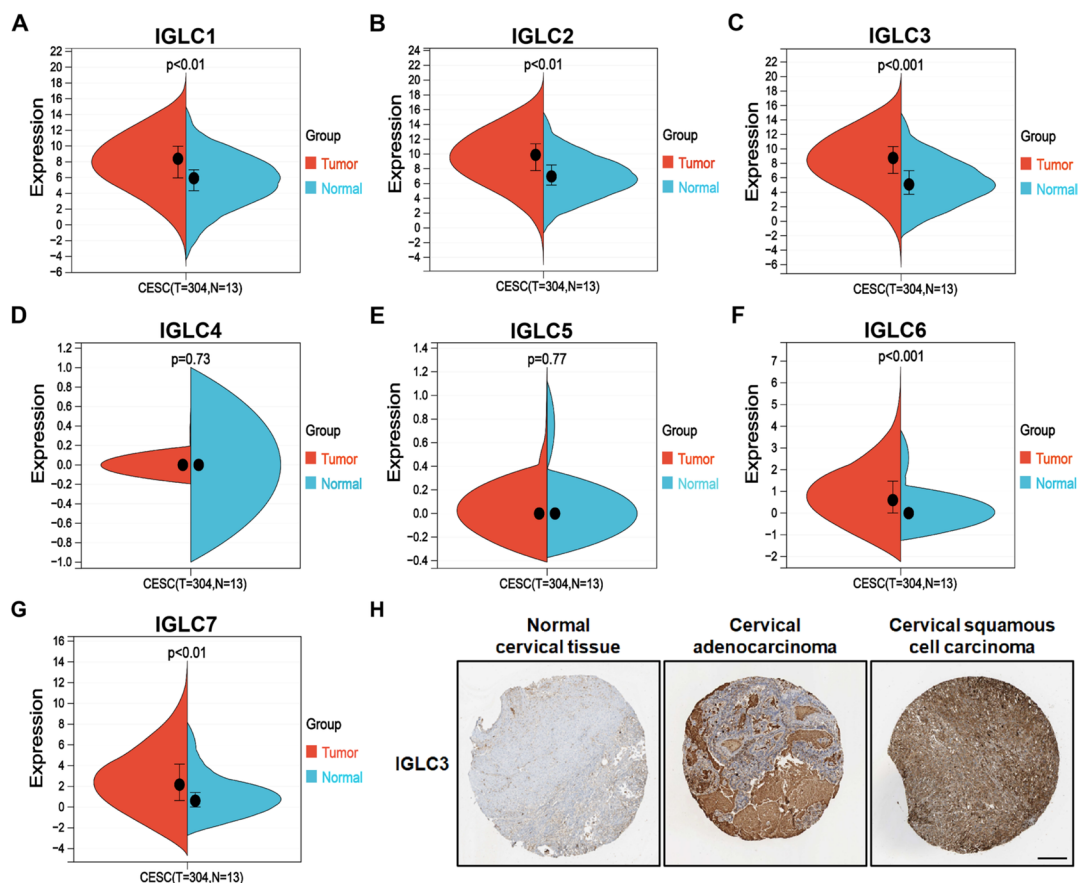 A
IGLC1
p<0.01
Expression
22
20
18
16
14
12
10
8
6
4
2
0
−2
−4
−6
Group
Tumor
Normal
CESC(T=304,N=13)
B
IGLC2
p<0.01
Expression
24
22
20
18
16
14
12
10
8
6
4
2
0
−2
−4
Group
Tumor
Normal
CESC(T=304,N=13)
C
IGLC3
p<0.001
Expression
22
20
18
16
14
12
10
8
6
4
2
0
−2
−4
−6
Group
Tumor
Normal
CESC(T=304,N=13)
D
IGLC4
p=0.73
Expression
1.2
1.0
0.8
0.6
0.4
0.2
0.0
−0.2
−0.4
−0.6
−0.8
−1.0
Group
Tumor
Normal
CESC(T=304,N=13)
E
IGLC5
p=0.77
Expression
1.4
1.2
1.0
0.8
0.6
0.4
0.2
0.0
−0.2
−0.4
Group
Tumor
Normal
CESC(T=304,N=13)
F
IGLC6
p<0.001
Expression
7
6
5
4
3
2
1
0
−1
−2
Group
Tumor
Normal
CESC(T=304,N=13)
G
IGLC7
p<0.01
Expression
16
14
12
10
8
6
4
2
0
−2
−4
Group
Tumor
Normal
CESC(T=304,N=13)
H
Normal
cervical tissue
Cervical
adenocarcinoma
Cervical squamous
cell carcinoma
IGLC3